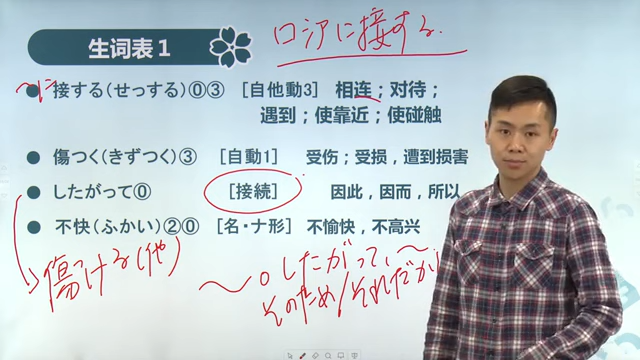 生词表1
ロシアに接する。
～に
接する(せっする)⓪③ [自他動3] 相连;对待;
遇到;使靠近;使碰触
傷つく(きずつく)③ [自動1] 受伤;受损,遭到损害
したがって⓪ [接続] 因此,因而,所以
不快(ふかい)②⓪ [名・ナ形] 不愉快,不高兴
傷つける(他)
～。したがって、～
そのため/それだから